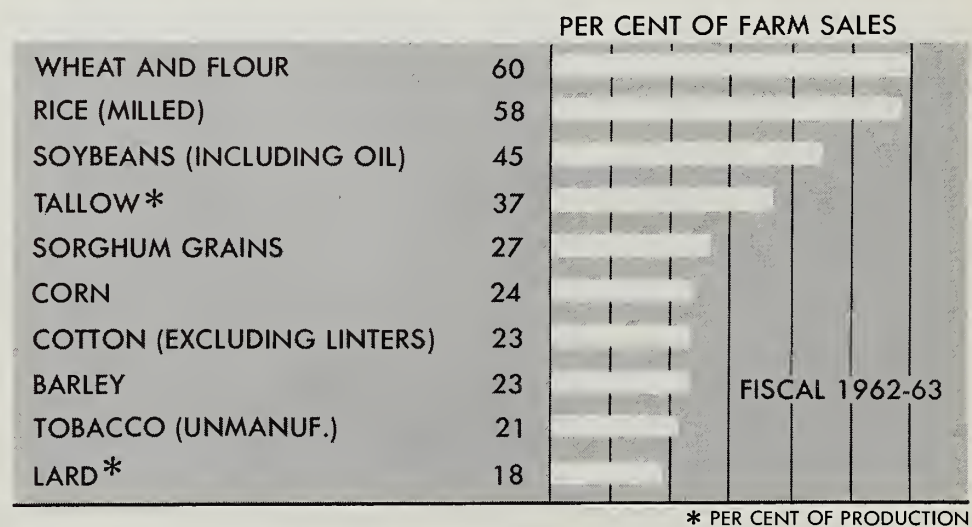 PER CENT OF FARM SALES
WHEAT AND FLOUR 60
RICE (MILLED) 58
SOYBEANS (INCLUDING OIL) 45
TALLOW* 37
SORGHUM GRAINS 27
CORN 24
COTTON (EXCLUDING LINTERS) 23
BARLEY 23
FISCAL 1962-63
TOBACCO (UNMANUF.) 21
LARD* 18
* PER CENT OF PRODUCTION